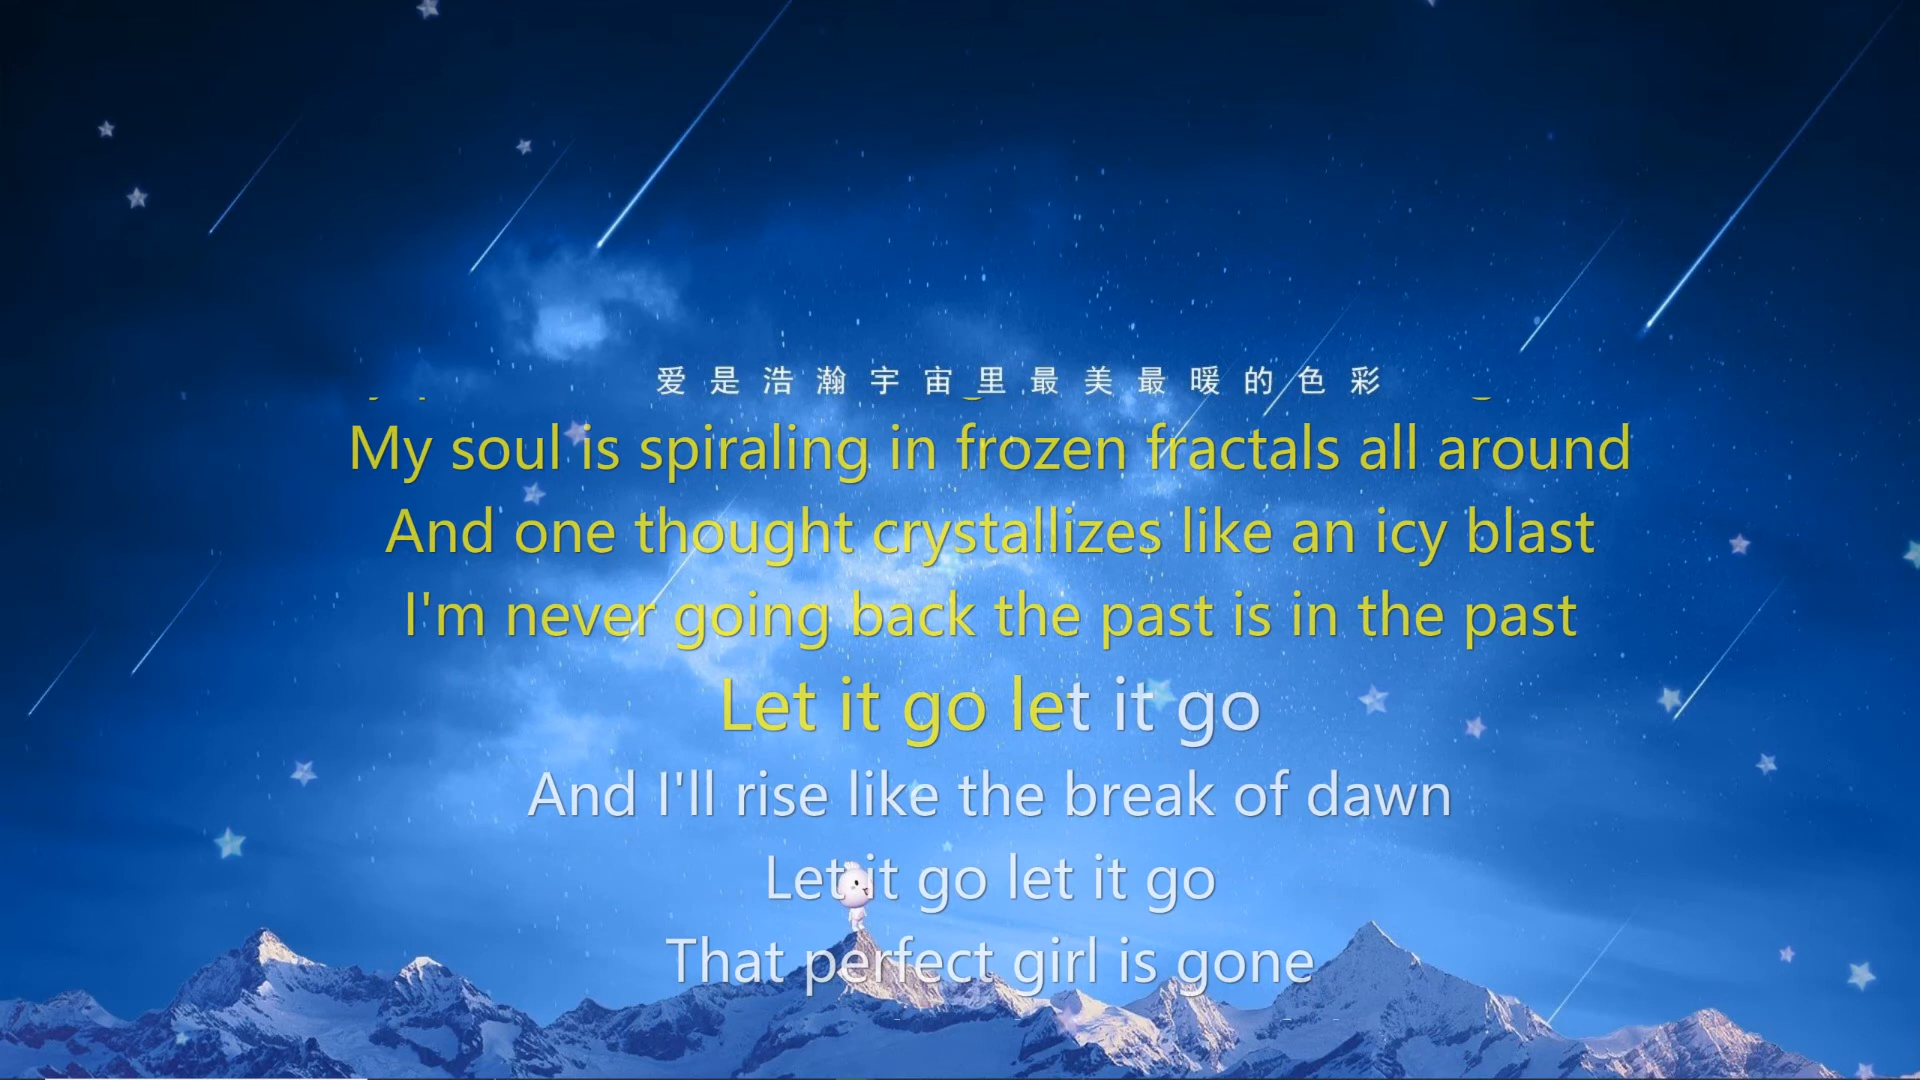 爱是浩瀚宇宙里最美最暖的色彩
My soul is spiraling in frozen fractals all around
And one thought crystallizes like an icy blast
I'm never going back the past is in the past
Let it go let it go
And I'll rise like the break of dawn
Let it go let it go
That perfect girl is gone